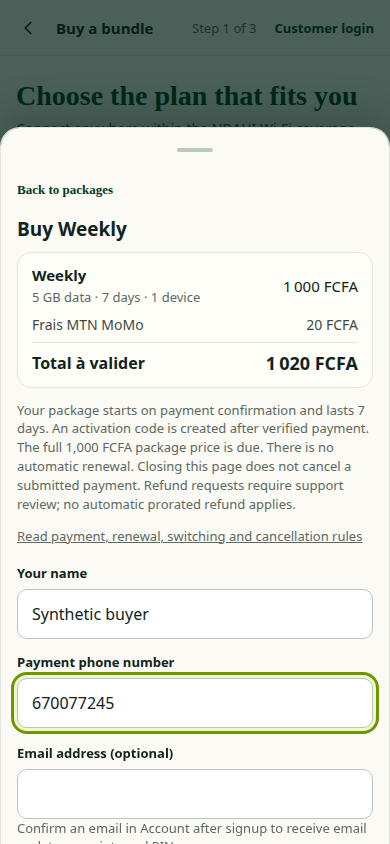 Buy a bundle
Step 1 of 3
Customer login
Choose the plan that fits you
Back to packages
Buy Weekly
Weekly
1 000 FCFA
5 GB data · 7 days · 1 device
Frais MTN MoMo
20 FCFA
Total à valider
1 020 FCFA
Your package starts on payment confirmation and lasts 7
days. An activation code is created after verified payment.
The full 1,000 FCFA package price is due. There is no
automatic renewal. Closing this page does not cancel a
submitted payment. Refund requests require support
review; no automatic prorated refund applies.
Read payment, renewal, switching and cancellation rules
Your name
Synthetic buyer
Payment phone number
670077245
Email address (optional)
Confirm an email in Account after signup to receive email